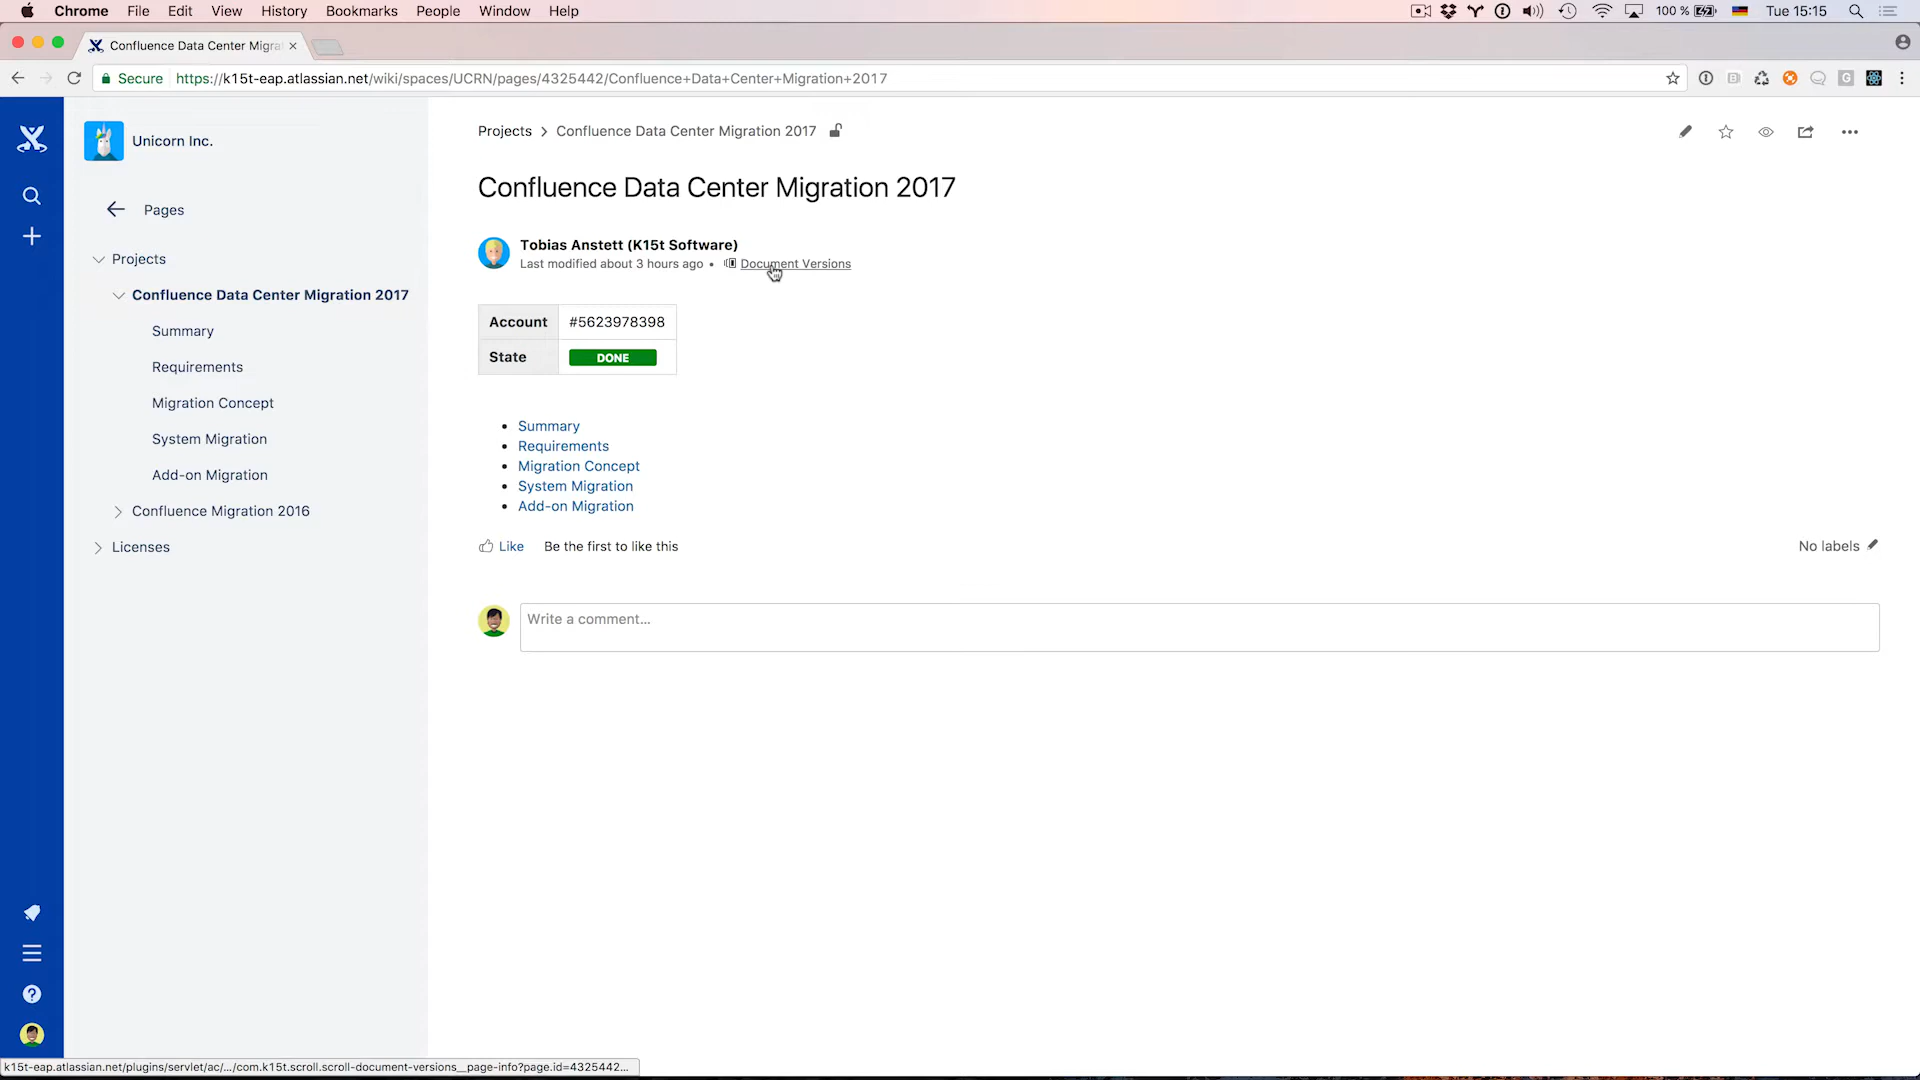 Chrome File Edit View History Bookmarks People Window Help 100 % Tue 15:15
Confluence Data Center Migra
Secure https://k15t-eap.atlassian.net/wiki/spaces/UCRN/pages/4325442/Confluence+Data+Center+Migration+2017
Unicorn Inc.
Pages
Projects
Confluence Data Center Migration 2017
Summary
Requirements
Migration Concept
System Migration
Add-on Migration
Confluence Migration 2016
Licenses
Projects > Confluence Data Center Migration 2017
Confluence Data Center Migration 2017
Tobias Anstett (K15t Software)
Last modified about 3 hours ago • Document Versions
Account #5623978398
State DONE
• Summary
• Requirements
• Migration Concept
• System Migration
• Add-on Migration
Like Be the first to like this
No labels
Write a comment...
k15t-eap.atlassian.net/plugins/servlet/ac/.../com.k15t.scroll.scroll-document-versions__page-info?page.id=4325442...